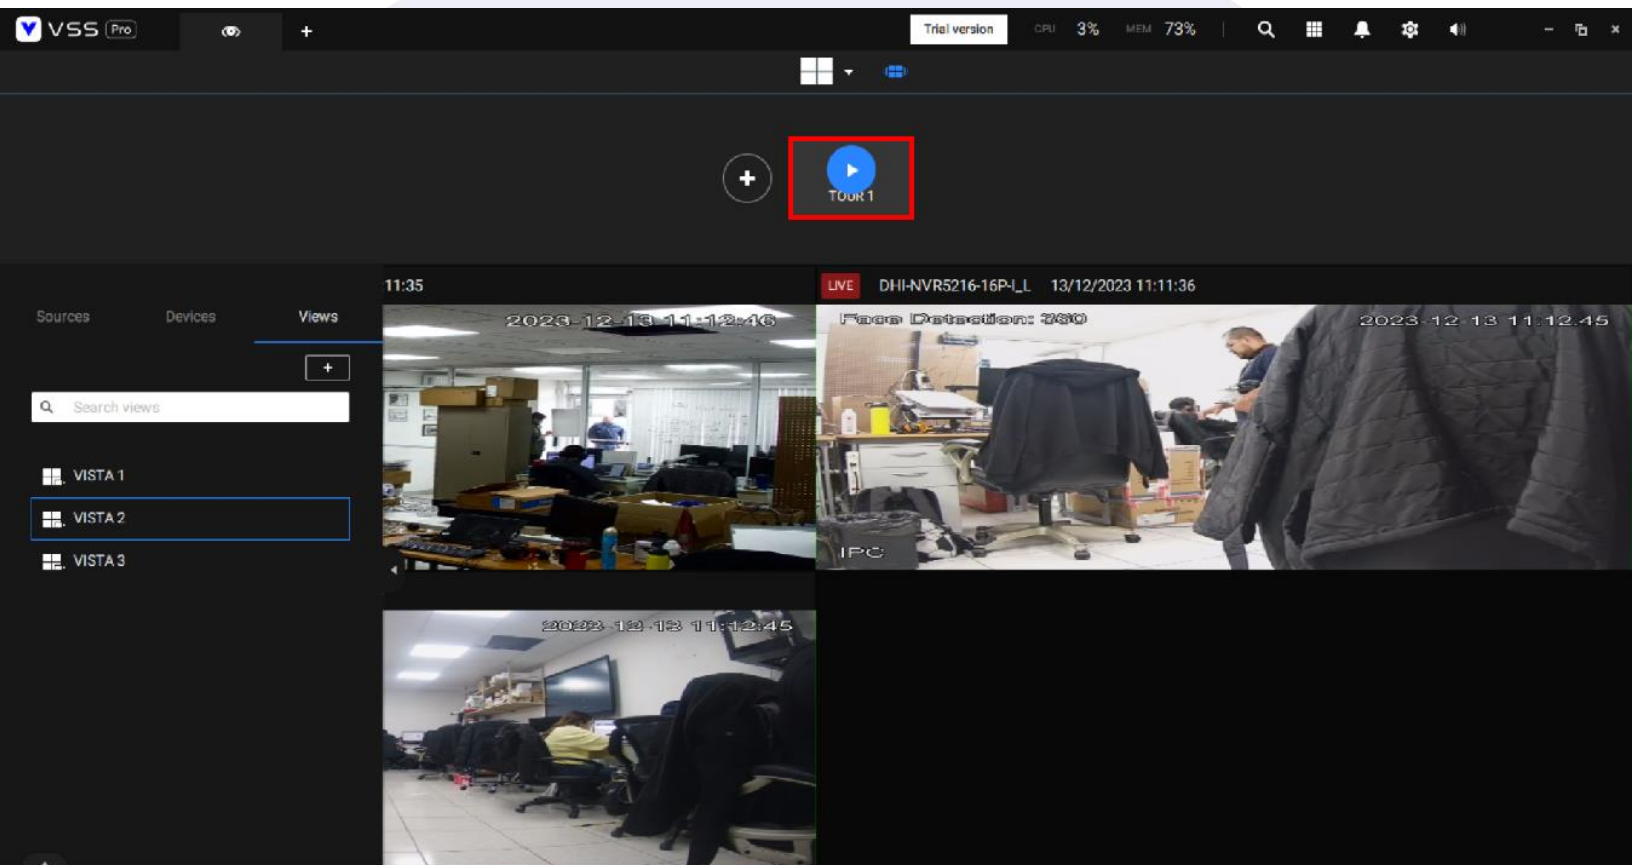 VSS Pro
Trial version CPU 3% MEM 73%
TOUR 1
11:35
LIVE DHI-NVR5216-16P-I_L 13/12/2023 11:11:36
Sources Devices Views
2023-12-13 11:12:46
Face Detection: 360
2023-12-13 11:12:45
Search views
VISTA 1
VISTA 2
VISTA 3
IPC
2023-12-13 11:12:45